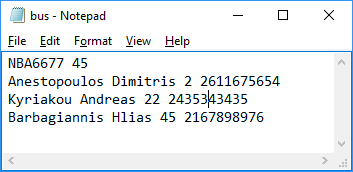 bus - Notepad
File Edit Format View Help
NBA6677 45
Anestopoulos Dimitris 2 2611675654
Kyriakou Andreas 22 2435343435
Barbagiannis Hlias 45 2167898976